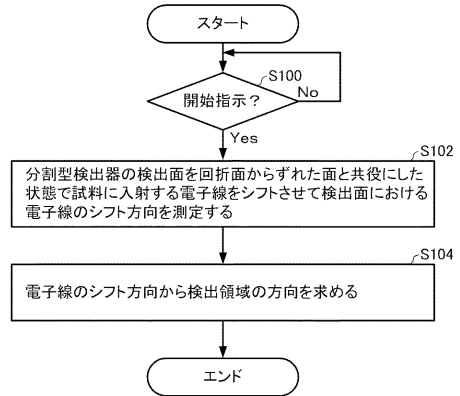 スタート
S100
開始指示？
No
Yes
S102
分割型検出器の検出面を回折面からずれた面と共役にした
状態で試料に入射する電子線をシフトさせて検出面における
電子線のシフト方向を測定する
S104
電子線のシフト方向から検出領域の方向を求める
エンド